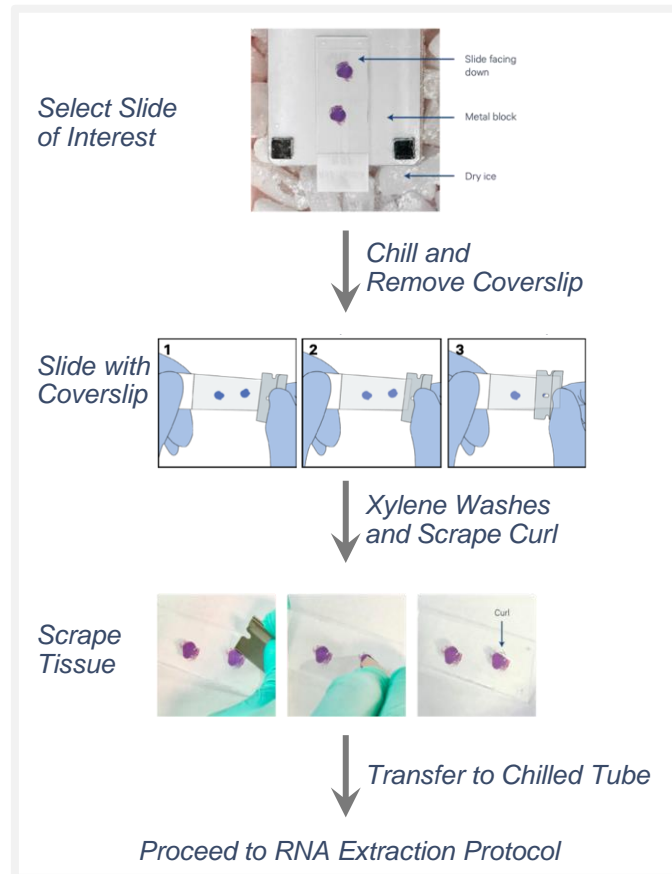 Select Slide
of Interest
Slide facing
down
Metal block
Dry ice
Chill and
Remove Coverslip
Slide with
Coverslip
1
2
3
Xylene Washes
and Scrape Curl
Scrape
Tissue
Curl
Transfer to Chilled Tube
Proceed to RNA Extraction Protocol